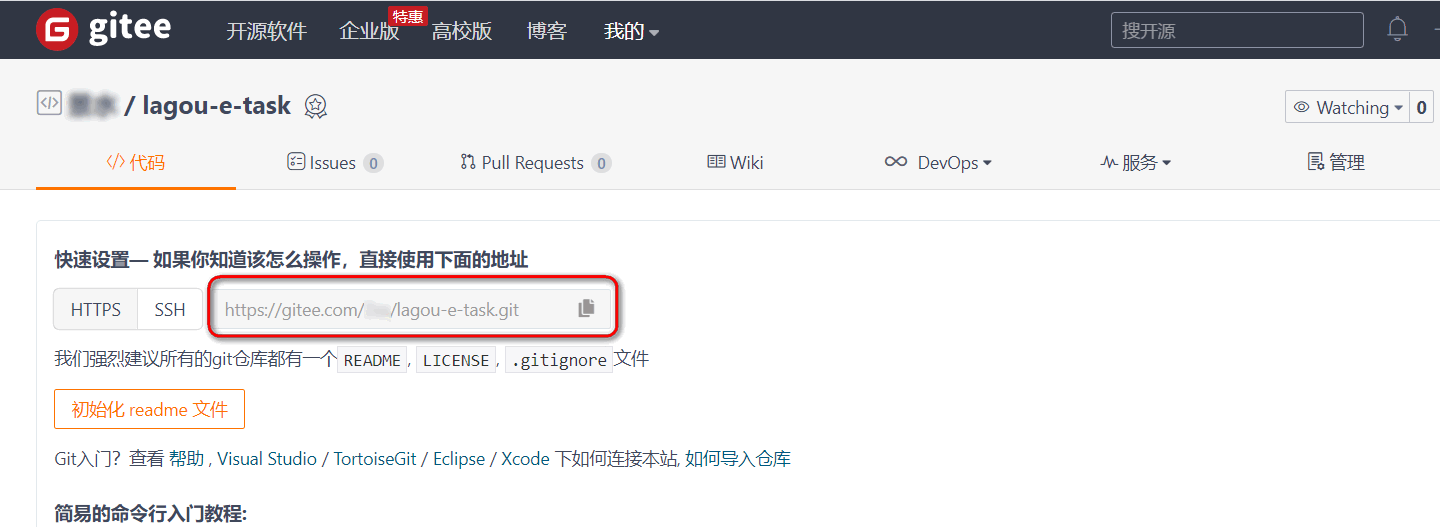 gitee 开源软件 企业版 特惠 高校版 博客 我的 搜开源
/ lagou-e-task Watching 0
代码 Issues 0 Pull Requests 0 Wiki DevOps 服务 管理
快速设置— 如果你知道该怎么操作，直接使用下面的地址
HTTPS SSH https://gitee.com/ /lagou-e-task.git
我们强烈建议所有的git仓库都有一个 README, LICENSE, .gitignore 文件
初始化 readme 文件
Git入门？查看 帮助 , Visual Studio / TortoiseGit / Eclipse / Xcode 下如何连接本站, 如何导入仓库
简易的命令行入门教程: